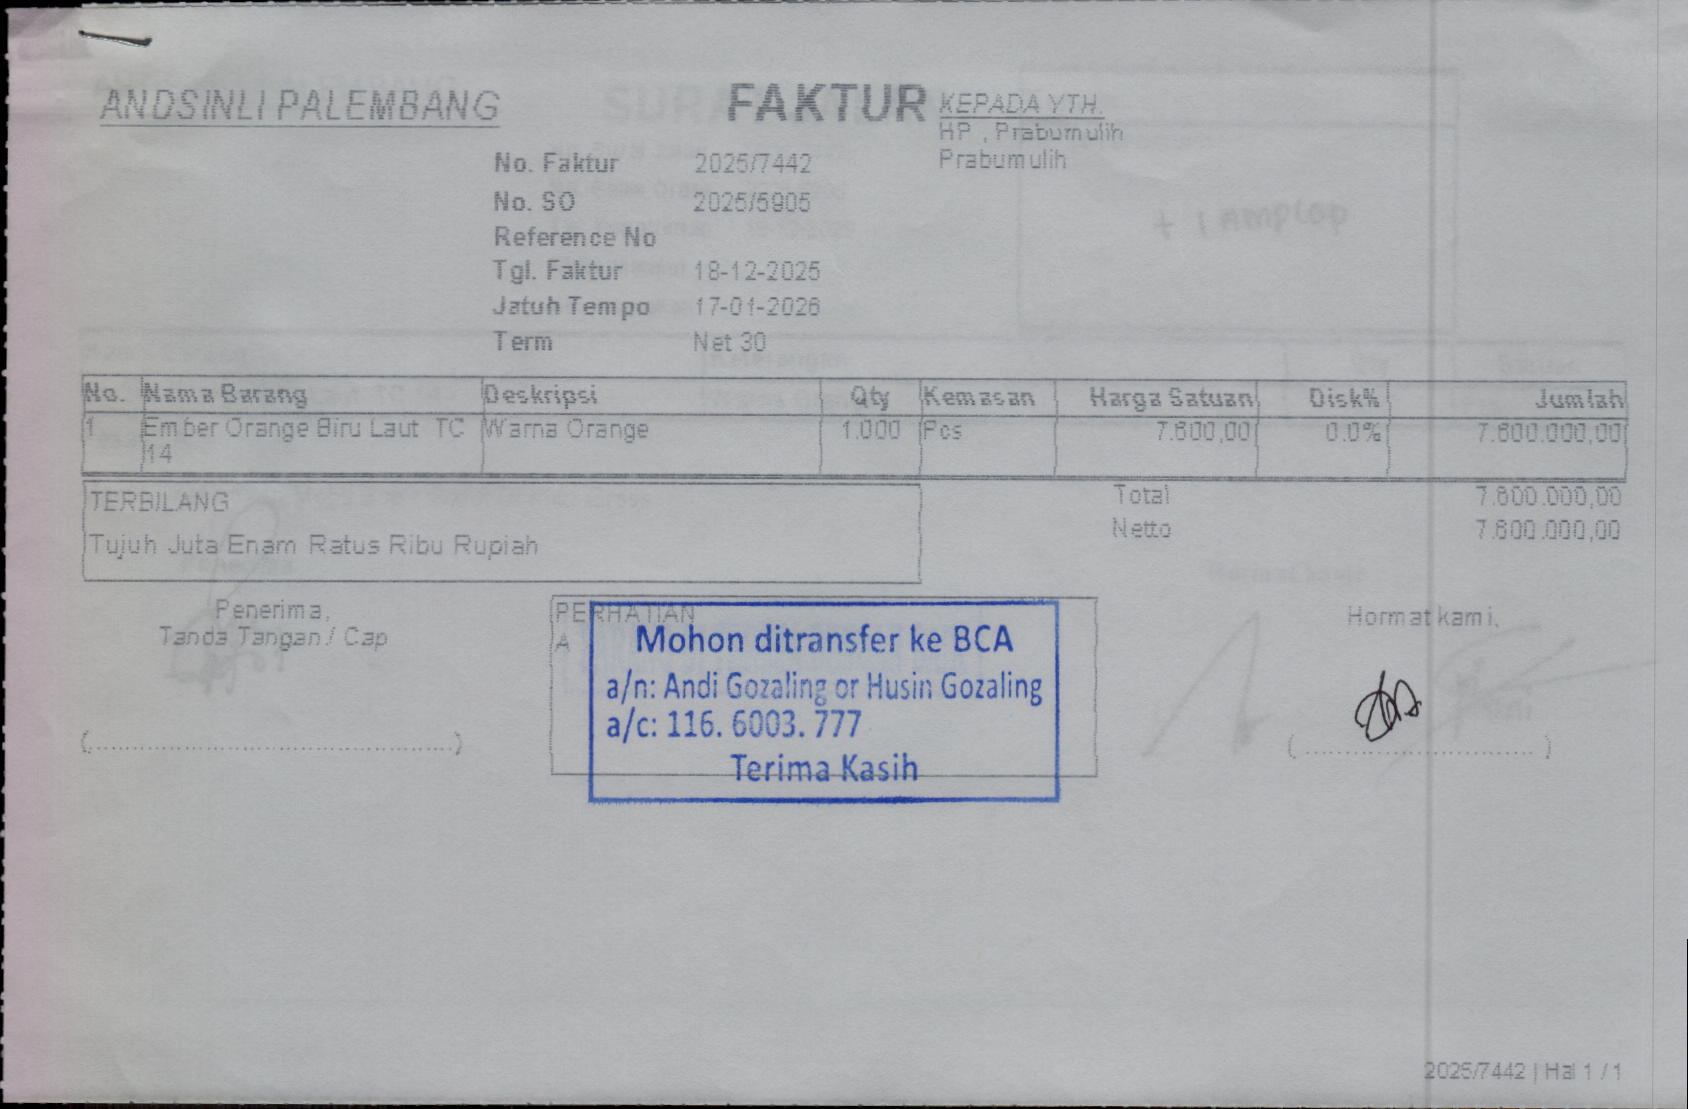 ANDSINLI PALEMBANG
FAKTUR
KEPADA YTH.
HP , Prabumulih
Prabumulih
No. Faktur 2025/7442
No. SO 2025/5905
Reference No
Tgl. Faktur 18-12-2025
Jatuh Tempo 17-01-2026
Term Net 30
+ 1 amplop
No. Nama Barang Deskripsi Qty Kemasan Harga Satuan Disk% Jumlah
1 Ember Orange Biru Laut TC Warna Orange 1.000 Pcs 7.600,00 0.0% 7.600.000,00
14
TERBILANG
Tujuh Juta Enam Ratus Ribu Rupiah
Total 7.600.000,00
Netto 7.600.000,00
Penerima,
Tanda Tangan / Cap
(........................................................)
PERHATIAN
A
Mohon ditransfer ke BCA
a/n: Andi Gozaling or Husin Gozaling
a/c: 116. 6003. 777
Terima Kasih
Hormat kami,
(....................................)
2025/7442 | Hal 1 / 1